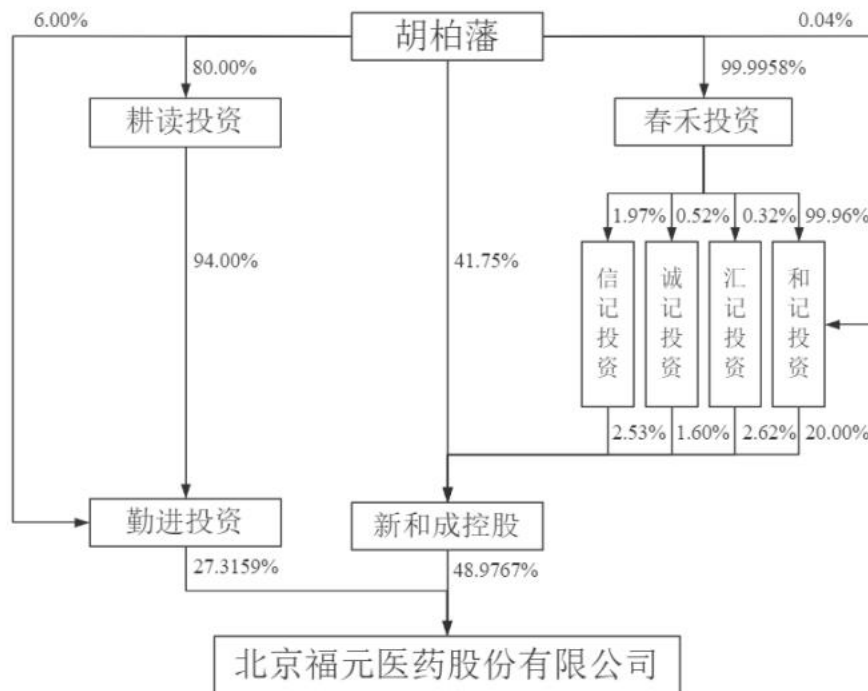 6.00%
胡柏藩
0.04%
80.00%
99.9958%
耕读投资
春禾投资
1.97%
0.52%
0.32%
99.96%
94.00%
41.75%
信记投资
诚记投资
汇记投资
和记投资
2.53%
1.60%
2.62%
20.00%
勤进投资
新和成控股
27.3159%
48.9767%
北京福元医药股份有限公司